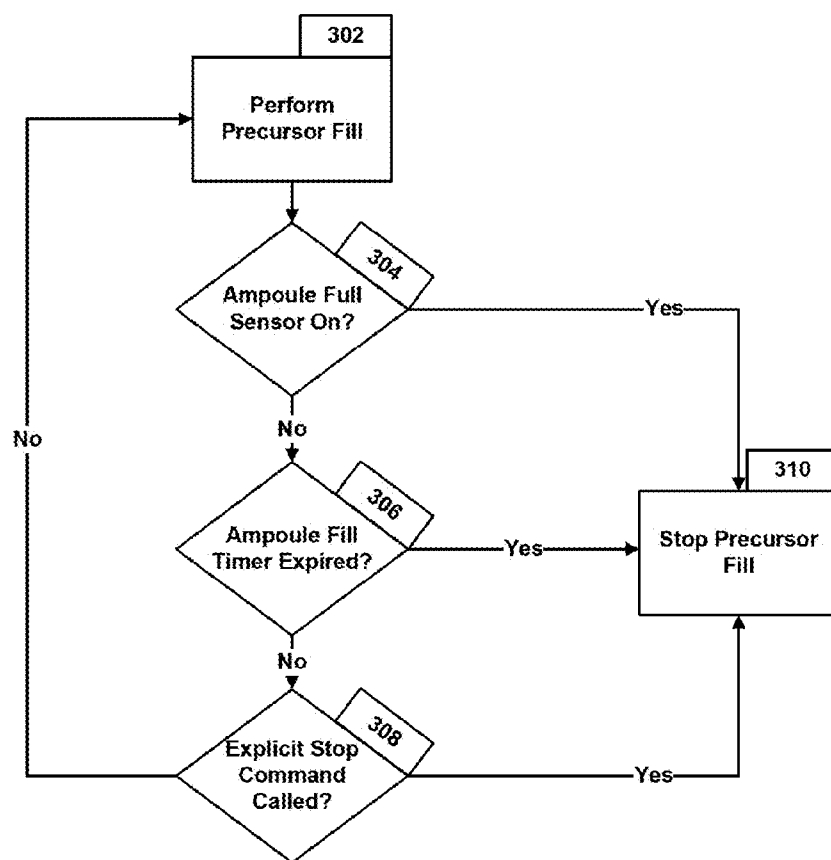 302
Perform
Precursor Fill
304
Ampoule Full
Sensor On?
Yes
No
No
310
306
Ampoule Fill
Timer Expired?
Yes
Stop Precursor
Fill
No
308
Explicit Stop
Command
Called?
Yes